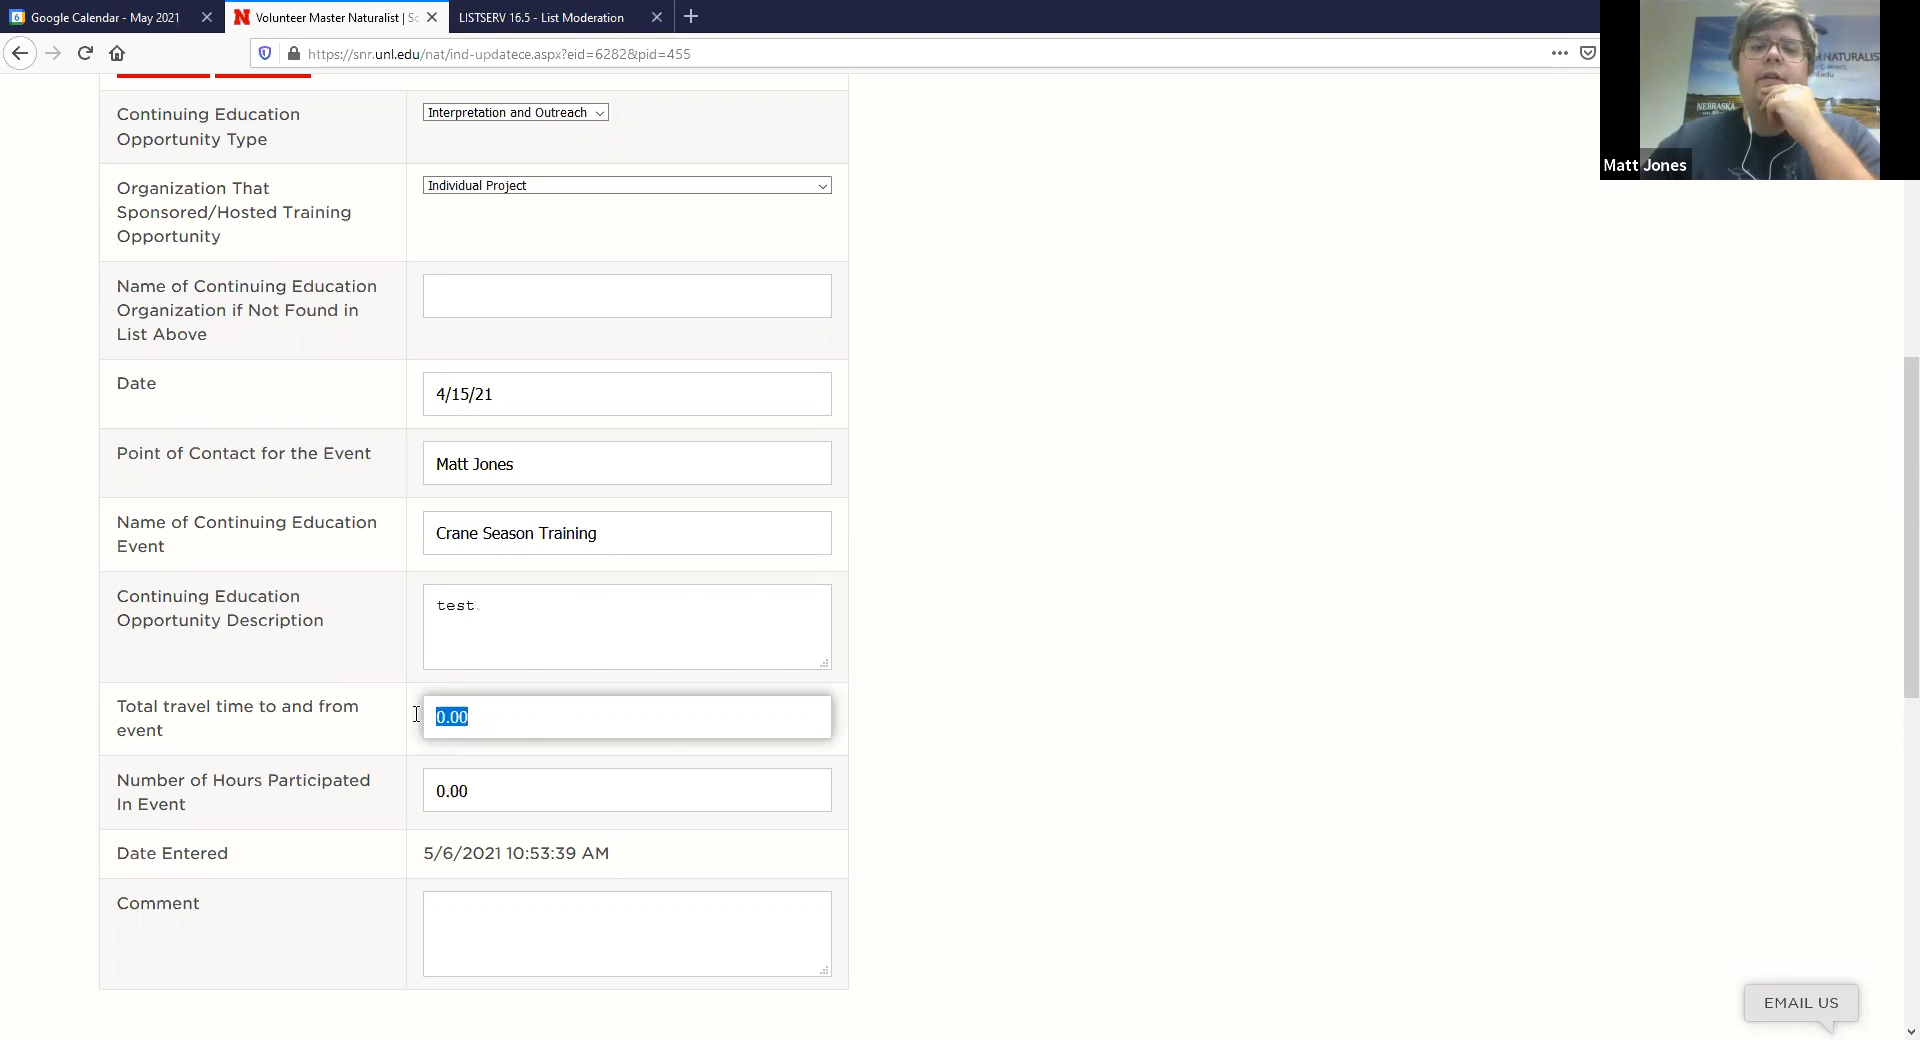 Google Calendar - May 2021
Volunteer Master Naturalist | Sc
LISTSERV 16.5 - List Moderation
https://snr.unl.edu/nat/ind-updatece.aspx?eid=6282&pid=455
Continuing Education
Opportunity Type
Interpretation and Outreach
Organization That
Sponsored/Hosted Training
Opportunity
Individual Project
Name of Continuing Education
Organization if Not Found in
List Above
Date
4/15/21
Point of Contact for the Event
Matt Jones
Name of Continuing Education
Event
Crane Season Training
Continuing Education
Opportunity Description
test
Total travel time to and from
event
0.00
Number of Hours Participated
In Event
0.00
Date Entered
5/6/2021 10:53:39 AM
Comment
EMAIL US
NATURALIS
NEBRASKA
Matt Jones